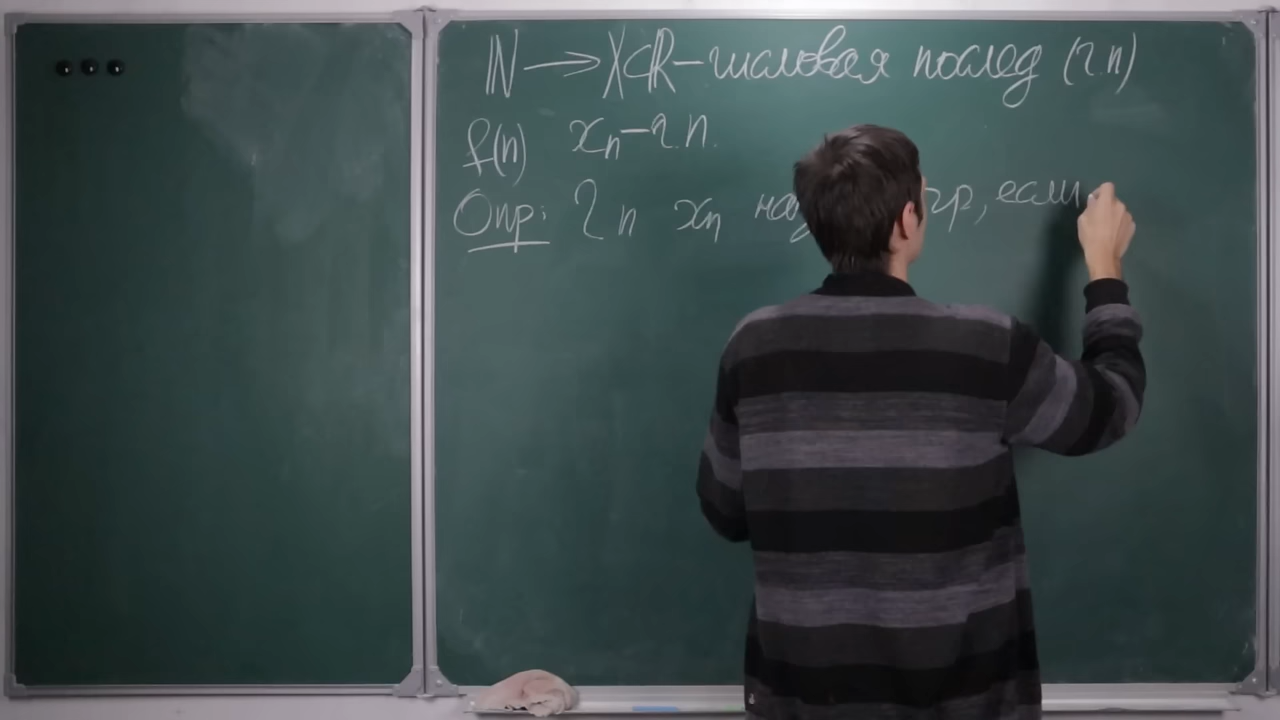 ℕ → X⊂ℝ – числовая послед (ч.п)
f(n) xₙ – ч.п.
Опр: Ч п xₙ наз гр, если